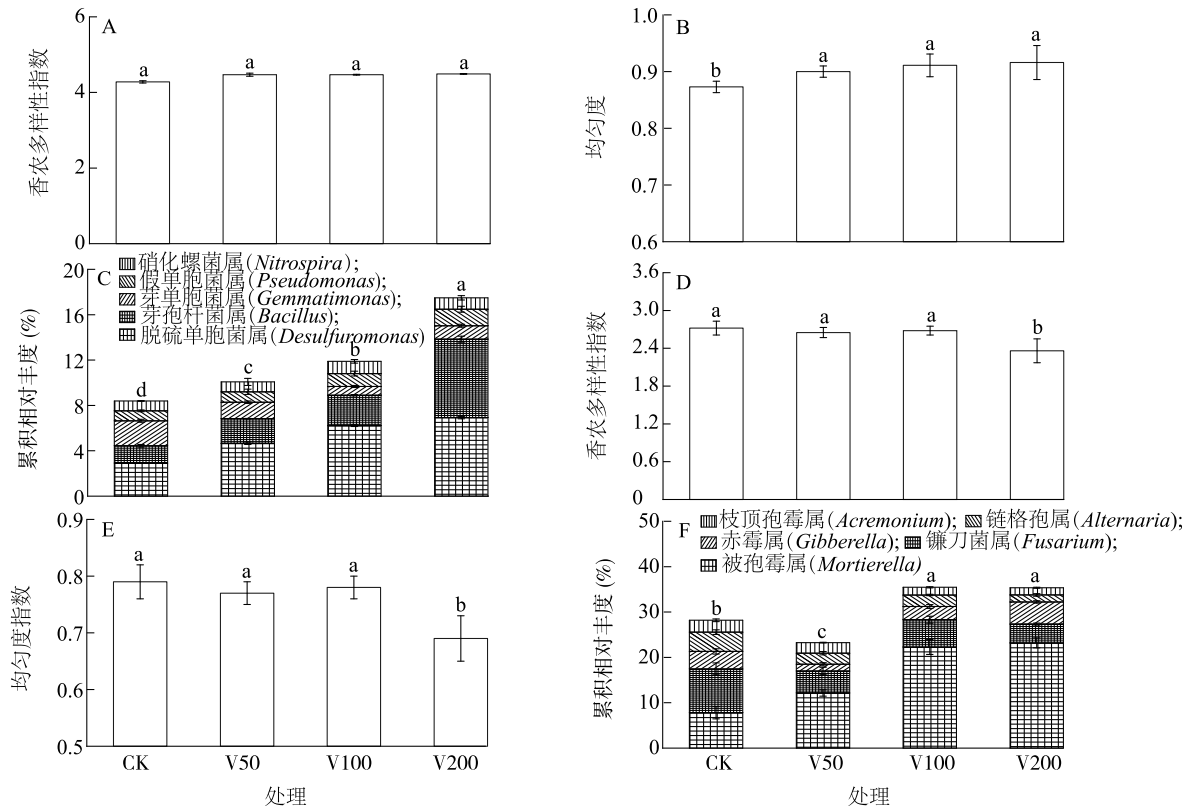 A
香农多样性指数
6
4
2
0
a
a
a
a
B
均匀度
1.0
0.9
0.8
0.9
0.6
b
a
a
a
C
累积相对丰度 (%)
20
16
12
8
4
0
硝化螺菌属(Nitrospira);
假单胞菌属(Pseudomonas);
芽单胞菌属(Gemmatimonas);
芽孢杆菌属(Bacillus);
脱硫单胞菌属(Desulfuromonas)
d
c
b
a
D
香农多样性指数
3.6
3.0
2.4
1.8
1.2
0.6
0
a
a
a
b
E
均匀度指数
0.9
0.8
0.7
0.6
0.5
a
a
a
b
CK
V50
V100
V200
处理
F
累积相对丰度 (%)
50
40
30
20
10
0
枝顶孢霉属(Acremonium); 链格孢属(Alternaria);
赤霉属(Gibberella); 镰刀菌属(Fusarium);
被孢霉属(Mortierella)
b
c
a
a
CK
V50
V100
V200
处理